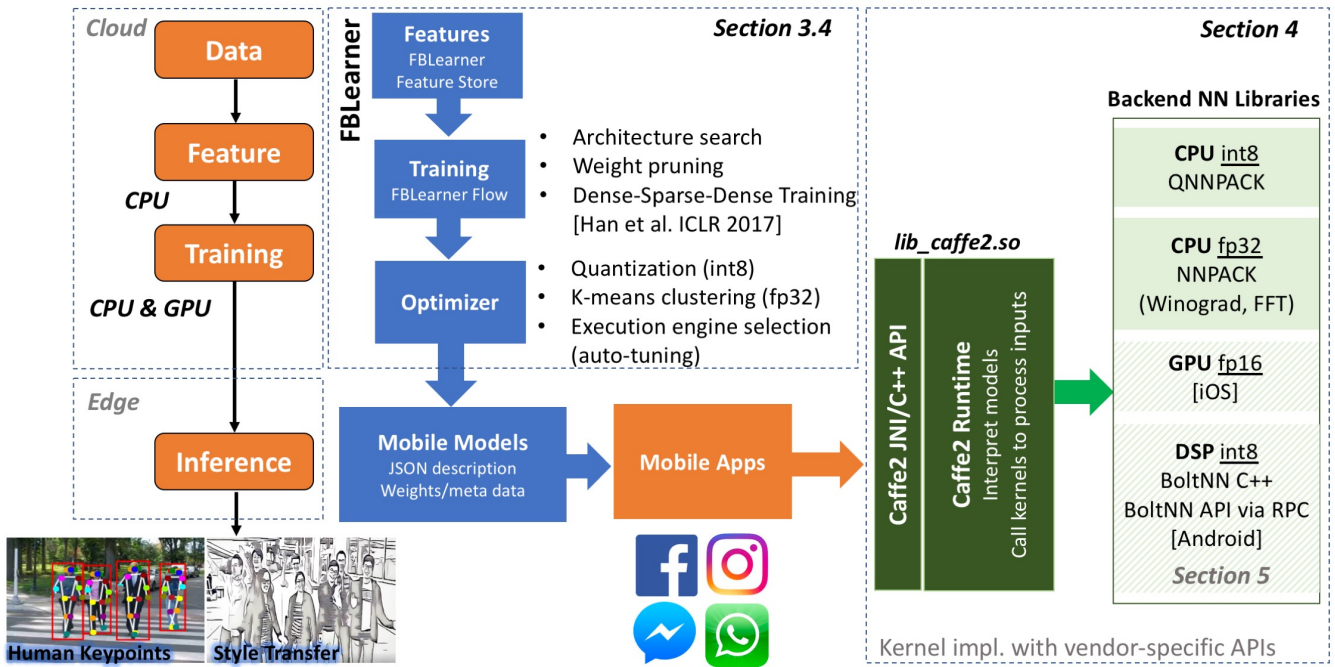 Cloud
Data
Feature
CPU
Training
CPU & GPU
Edge
Inference
Human Keypoints
Style Transfer
FBLearner
Section 3.4
Features
FBLearner
Feature Store
Training
FBLearner Flow
• Architecture search
• Weight pruning
• Dense-Sparse-Dense Training
[Han et al. ICLR 2017]
Optimizer
• Quantization (int8)
• K-means clustering (fp32)
• Execution engine selection
(auto-tuning)
Mobile Models
JSON description
Weights/meta data
Mobile Apps
Section 4
lib_caffe2.so
Caffe2 JNI/C++ API
Caffe2 Runtime
Interpret models
Call kernels to process inputs
Backend NN Libraries
CPU int8
QNNPACK
CPU fp32
NNPACK
(Winograd, FFT)
GPU fp16
[iOS]
DSP int8
BoltNN C++
BoltNN API via RPC
[Android]
Section 5
Kernel impl. with vendor-specific APIs